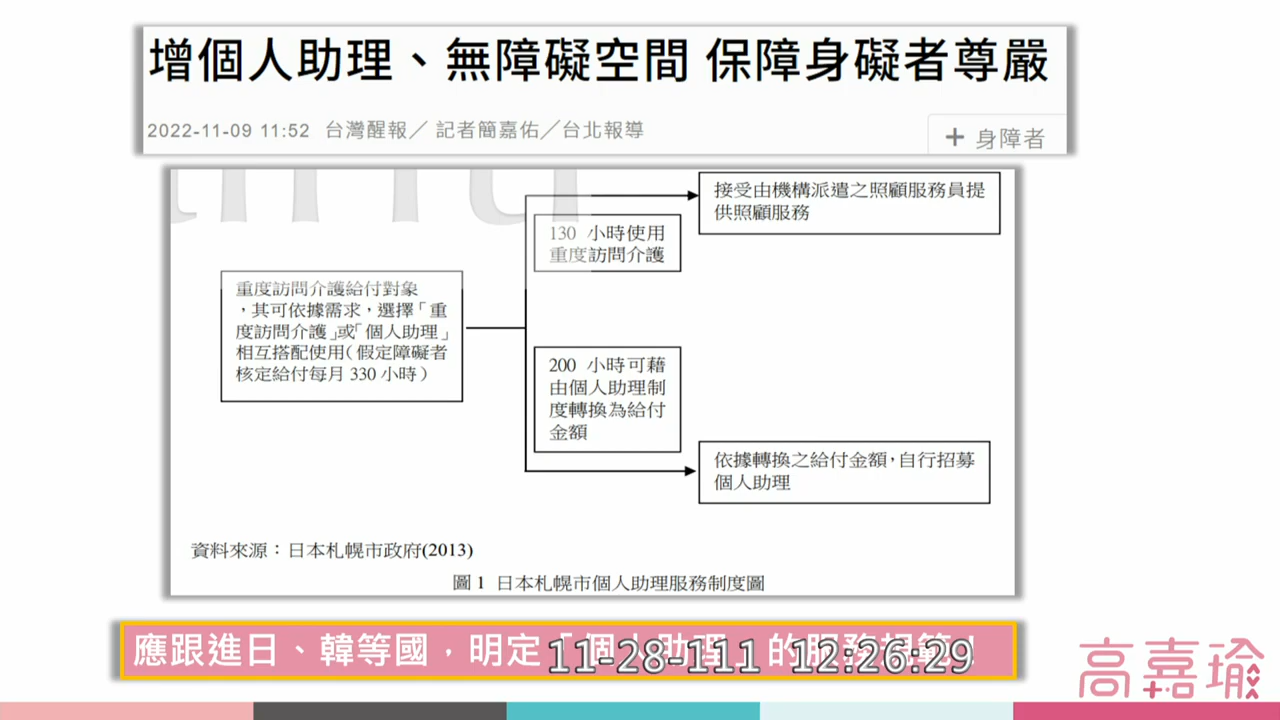 增個人助理、無障礙空間 保障身礙者尊嚴
2022-11-09 11:52 台灣醒報／記者簡嘉佑／台北報導
+ 身障者
重度訪問介護給付對象
，其可依據需求，選擇「重
度訪問介護」或「個人助理」
相互搭配使用(假定障礙者
核定給付每月 330 小時)
130 小時使用
重度訪問介護
接受由機構派遣之照顧服務員提
供照顧服務
200 小時可藉
由個人助理制
度轉換為給付
金額
依據轉換之給付金額，自行招募
個人助理
資料來源：日本札幌市政府(2013)
圖 1 日本札幌市個人助理服務制度圖
應跟進日、韓等國，明定「個人助理」的服務規範！
11-28-111 12:26:29
高嘉瑜